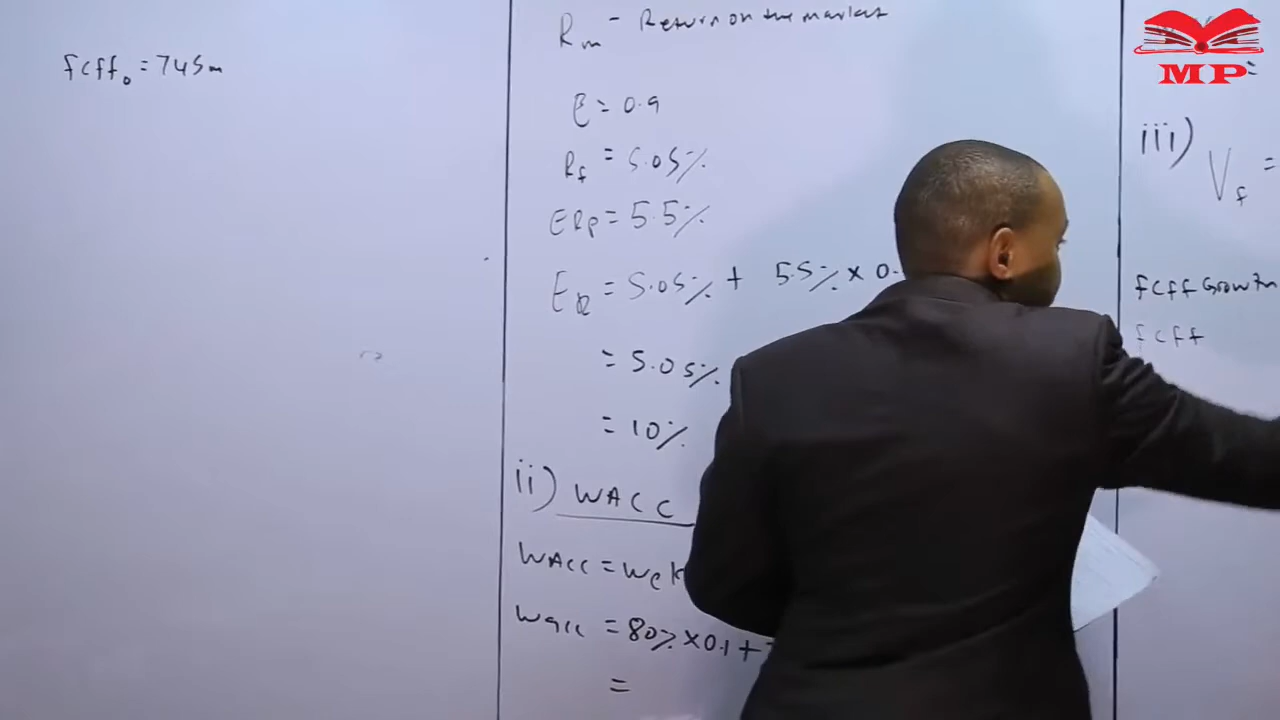 fcff₀ = 745m
Rm - Return on the market
β = 0.9
Rf = 5.05%
ERP = 5.5%
= 5.05% + 5.5% × 0.
= 5.05%
= 10%
ii) WACC
WACC = We
Wacc = 80% × 0.1 +
=
MP
=
iii)
Vf =
fcff Growth
fcff